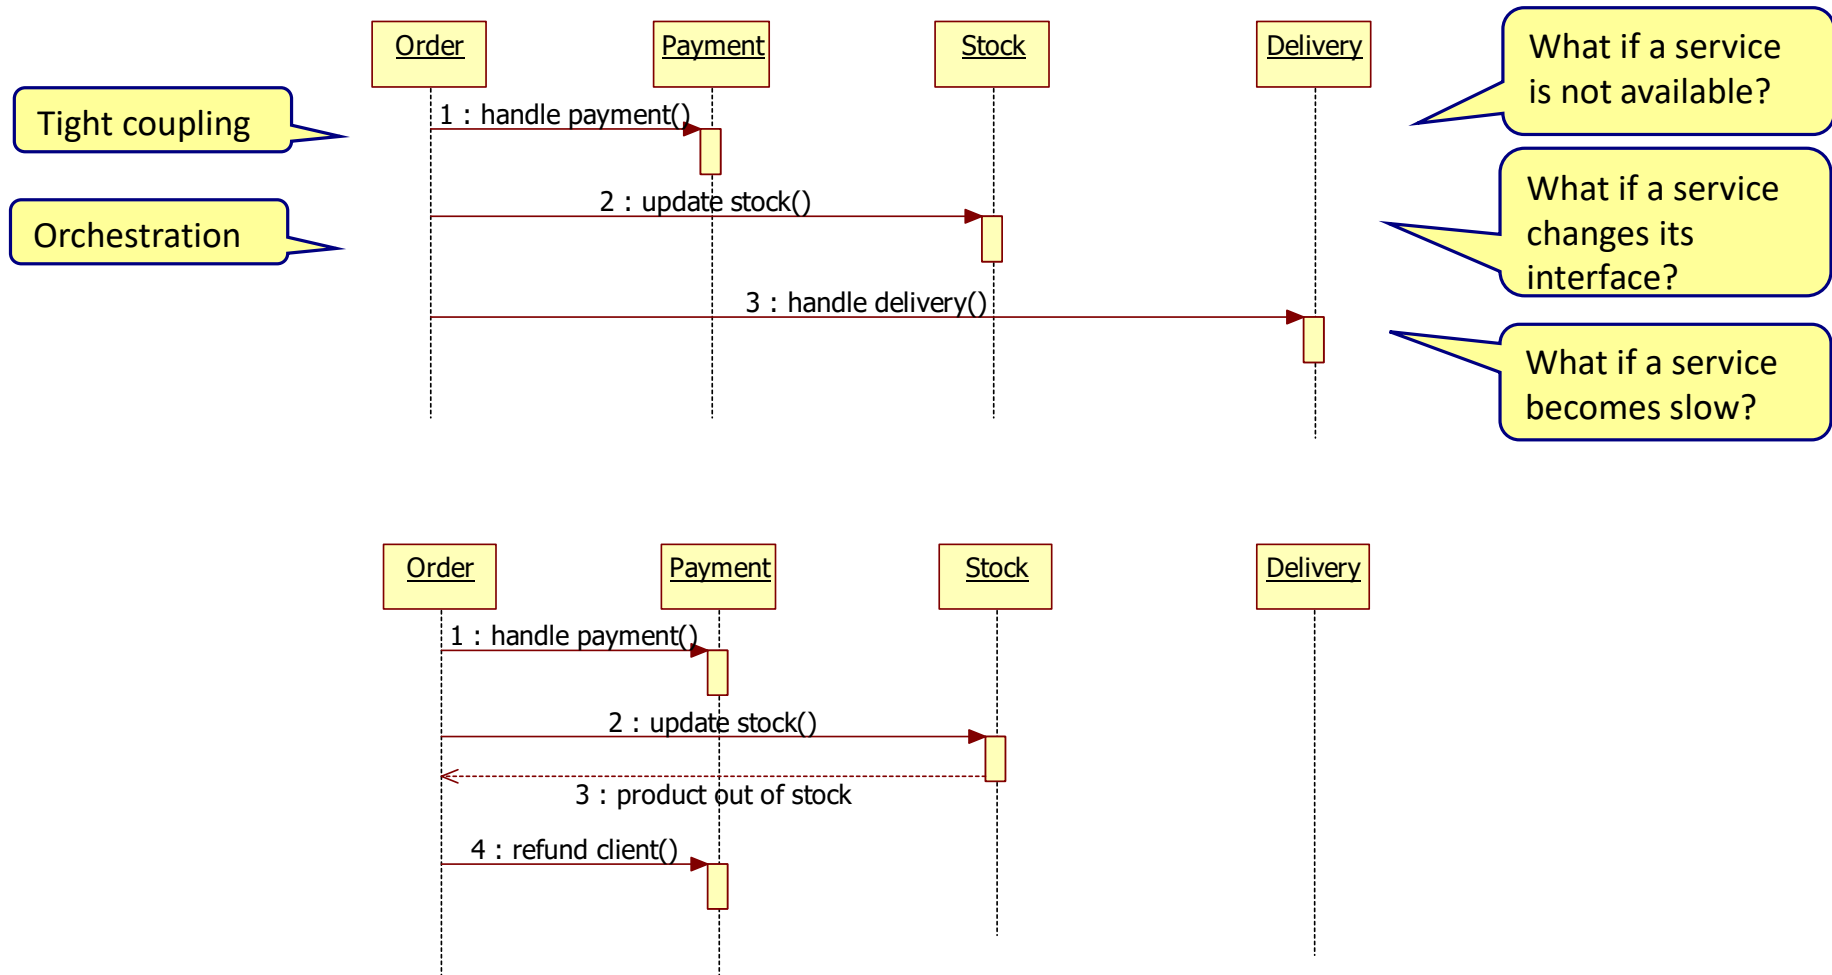 Order
Payment
Stock
Delivery
What if a service
is not available?
Tight coupling
1 : handle payment()
What if a service
changes its
interface?
2 : update stock()
Orchestration
3 : handle delivery()
What if a service
becomes slow?
Order
Payment
Stock
Delivery
1 : handle payment()
2 : update stock()
3 : product out of stock
4 : refund client()